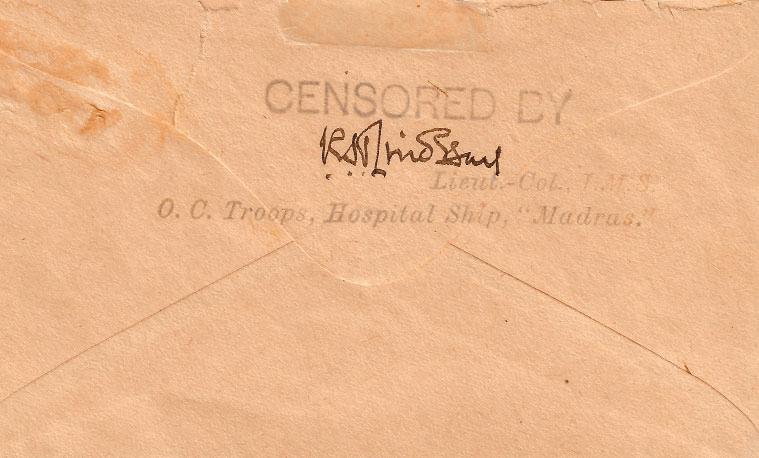 CENSORED BY
Lieut.-Col., I.M.S.
O. C. Troops, Hospital Ship, "Madras."